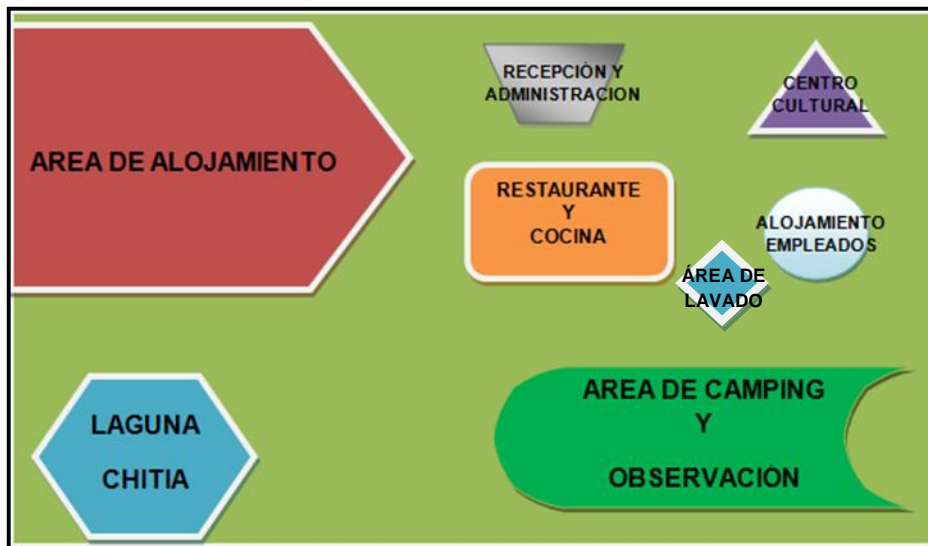 AREA DE ALOJAMIENTO
RECEPCIÓN Y
ADMINISTRACION
CENTRO
CULTURAL
RESTAURANTE
Y
COCINA
ALOJAMIENTO
EMPLEADOS
ÁREA DE
LAVADO
LAGUNA
CHITIA
AREA DE CAMPING
Y
OBSERVACIÓN